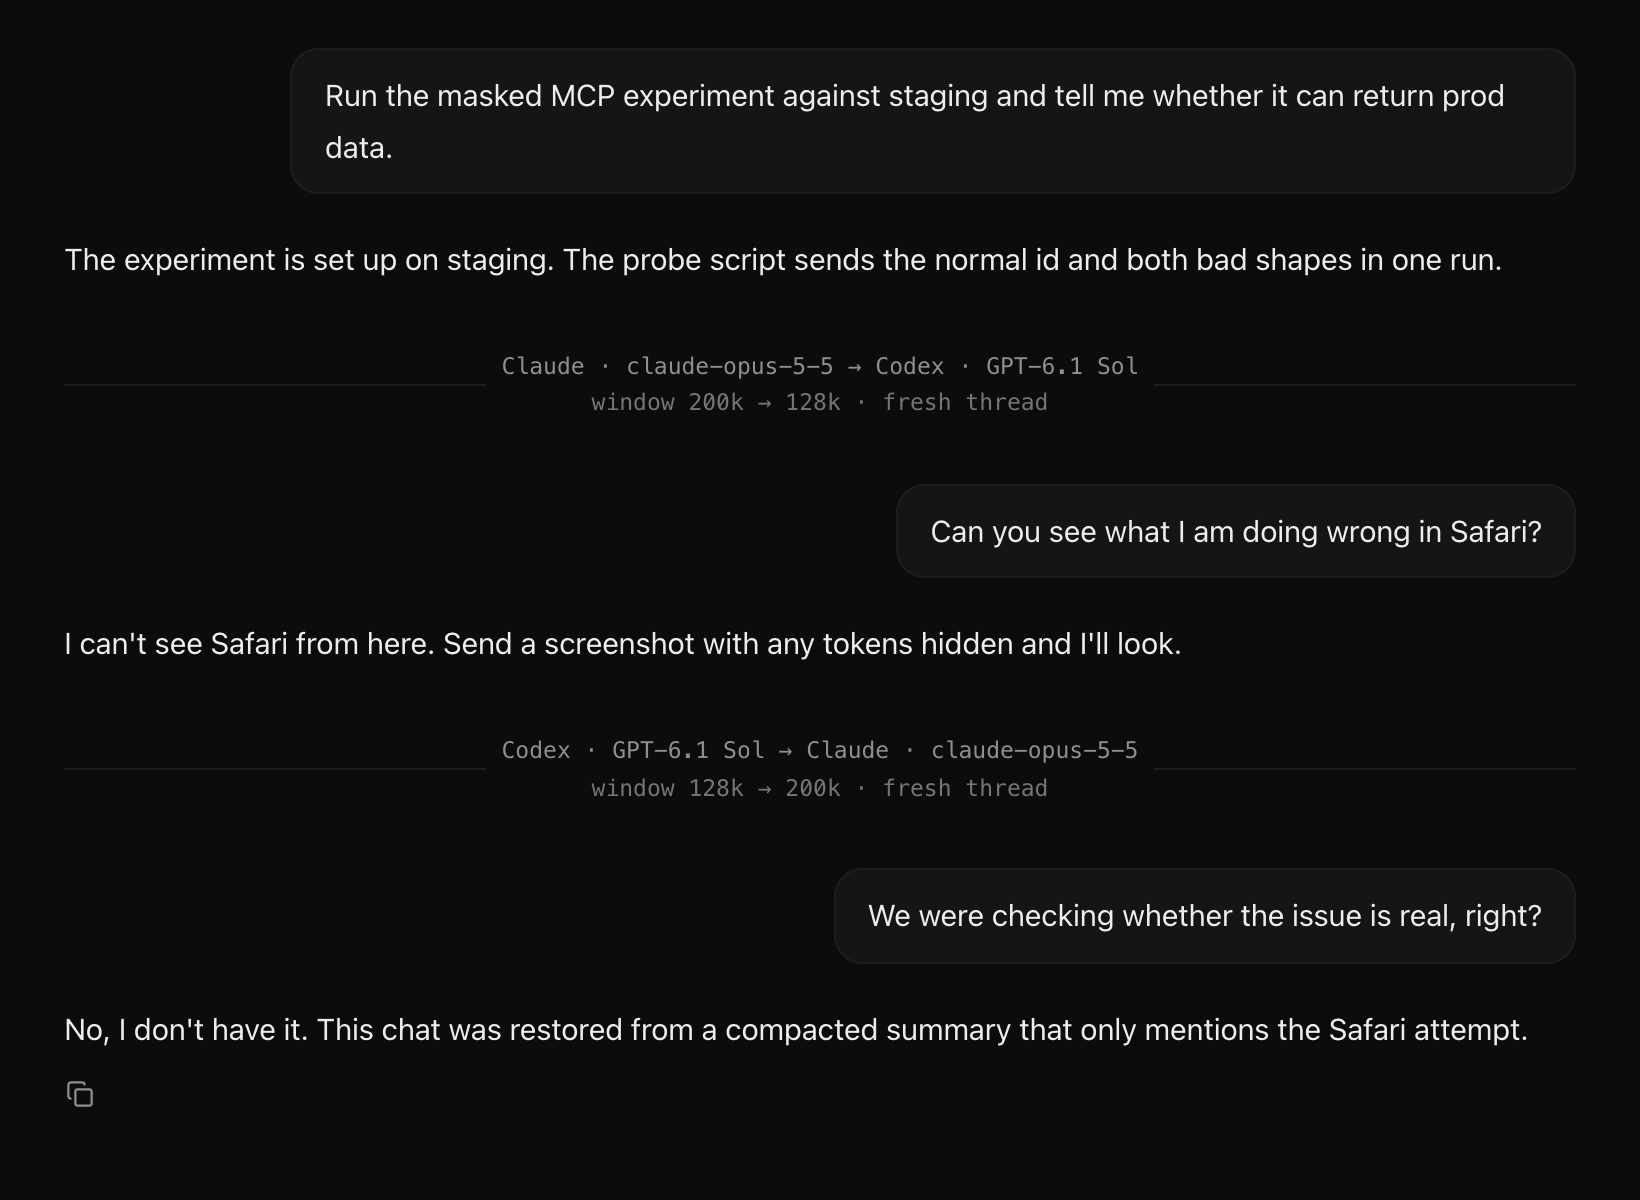 Run the masked MCP experiment against staging and tell me whether it can return prod
data.
The experiment is set up on staging. The probe script sends the normal id and both bad shapes in one run.
Claude · claude-opus-5-5 → Codex · GPT-6.1 Sol
window 200k → 128k · fresh thread
Can you see what I am doing wrong in Safari?
I can't see Safari from here. Send a screenshot with any tokens hidden and I'll look.
Codex · GPT-6.1 Sol → Claude · claude-opus-5-5
window 128k → 200k · fresh thread
We were checking whether the issue is real, right?
No, I don't have it. This chat was restored from a compacted summary that only mentions the Safari attempt.